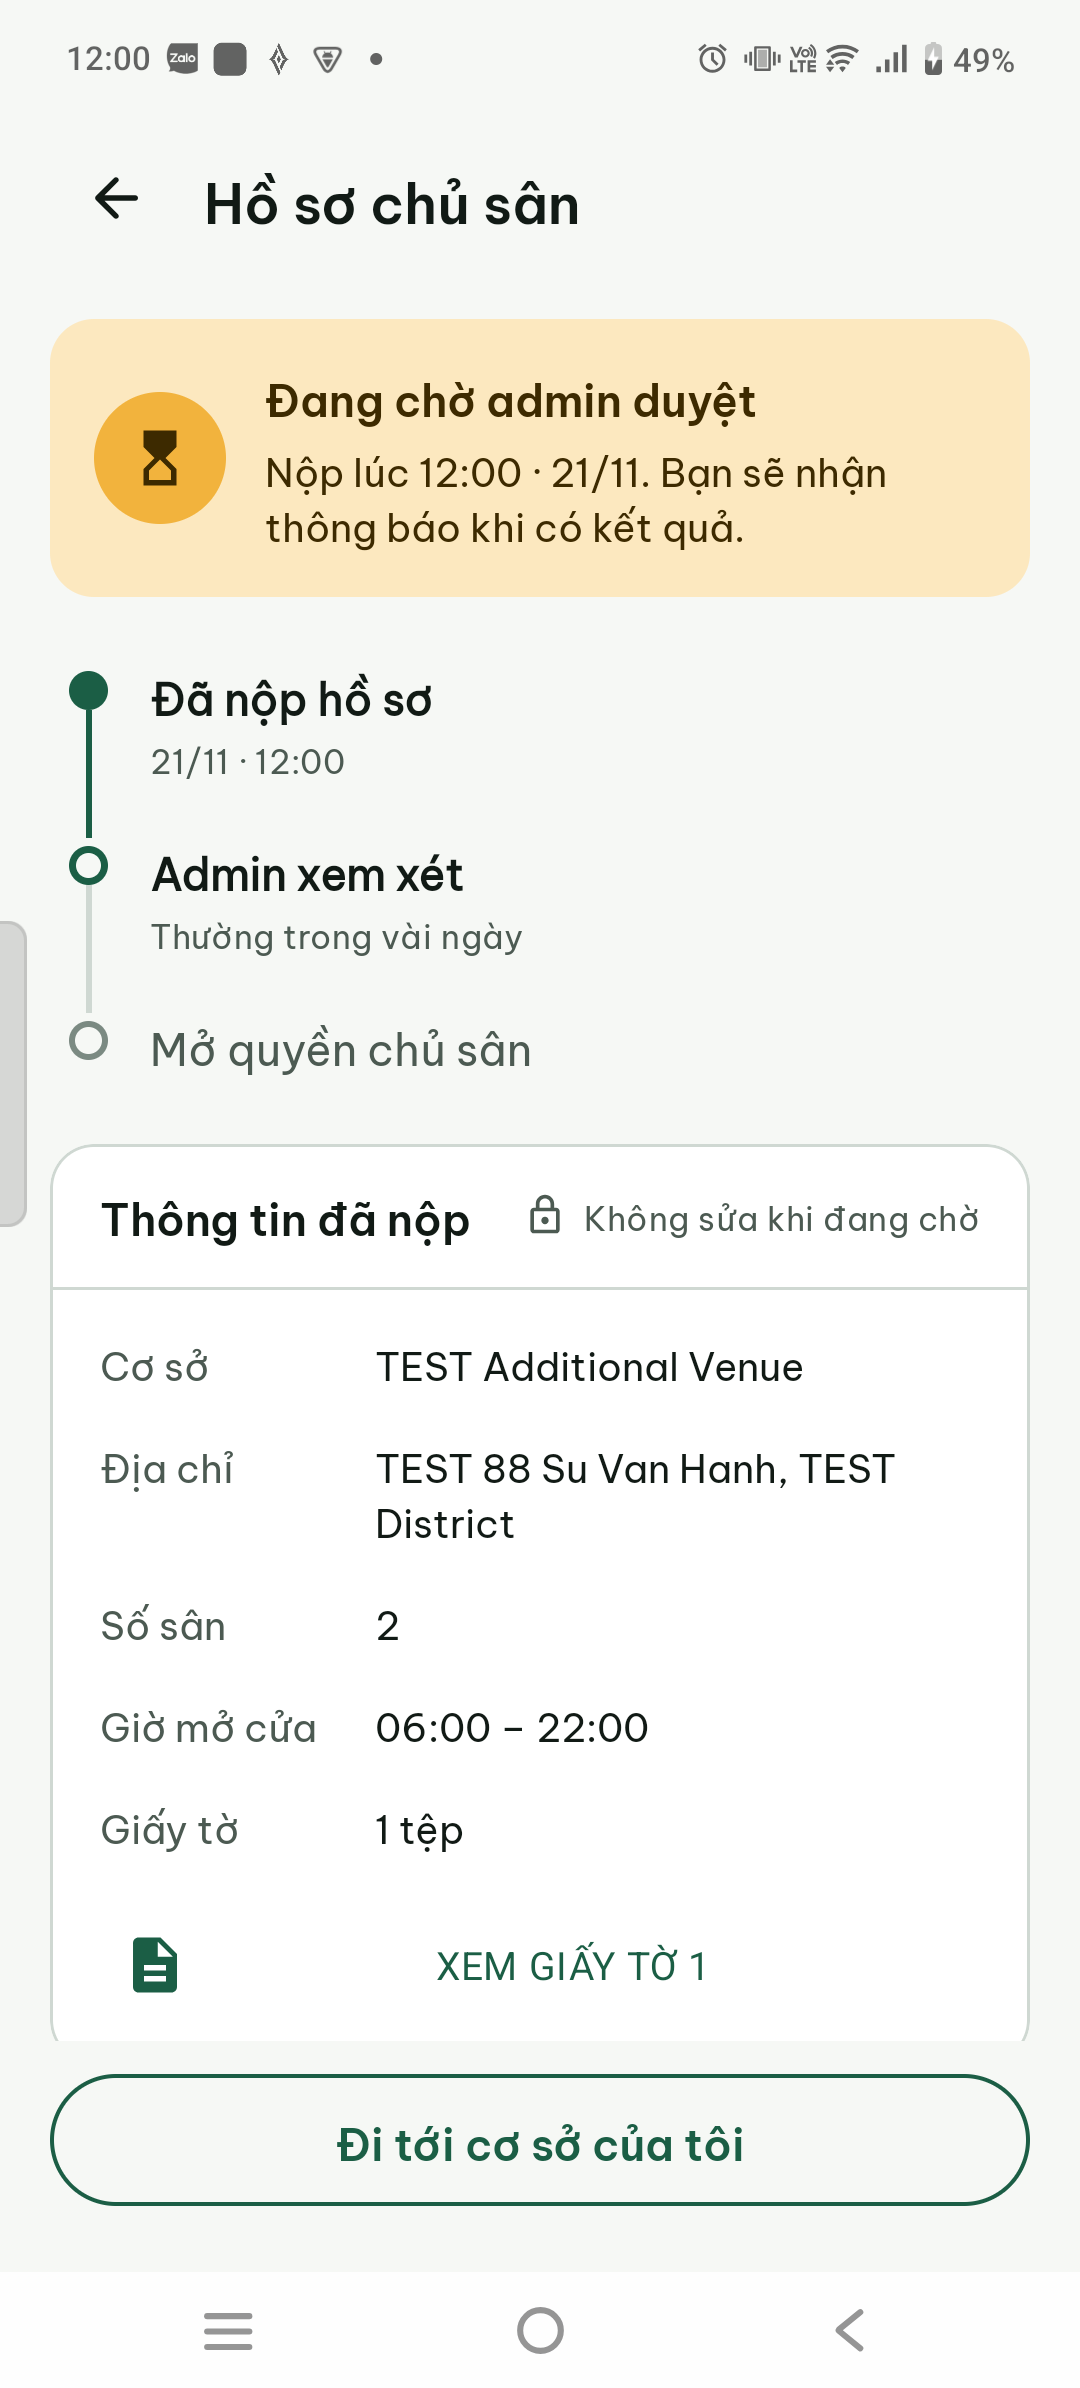 12:00 Zalo VoLTE 49%
Hồ sơ chủ sân
Đang chờ admin duyệt
Nộp lúc 12:00 · 21/11. Bạn sẽ nhận
thông báo khi có kết quả.
Đã nộp hồ sơ
21/11 · 12:00
Admin xem xét
Thường trong vài ngày
Mở quyền chủ sân
Thông tin đã nộp Không sửa khi đang chờ
Cơ sở TEST Additional Venue
Địa chỉ TEST 88 Su Van Hanh, TEST
District
Số sân 2
Giờ mở cửa 06:00 – 22:00
Giấy tờ 1 tệp
XEM GIẤY TỜ 1
Đi tới cơ sở của tôi